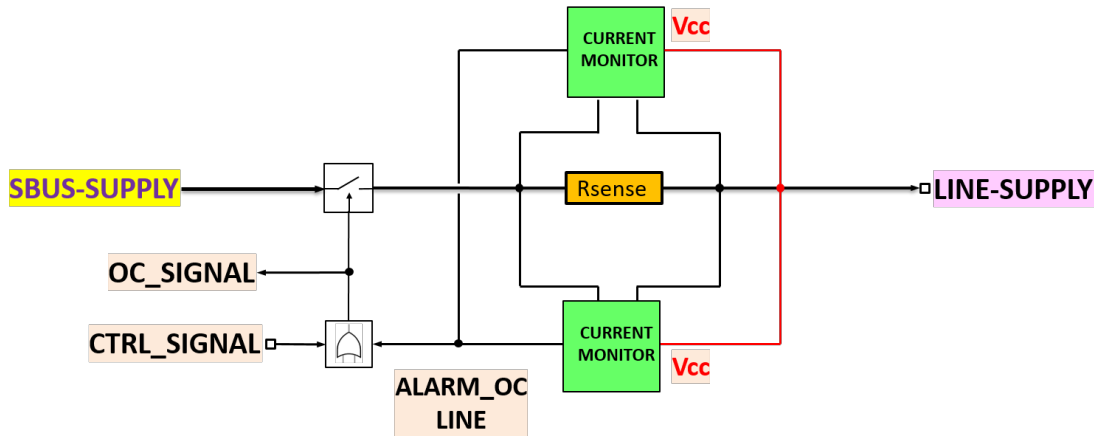 CURRENT
MONITOR
Vcc
SBUS-SUPPLY
Rsense
LINE-SUPPLY
OC_SIGNAL
CTRL_SIGNAL
CURRENT
MONITOR
Vcc
ALARM_OC
LINE